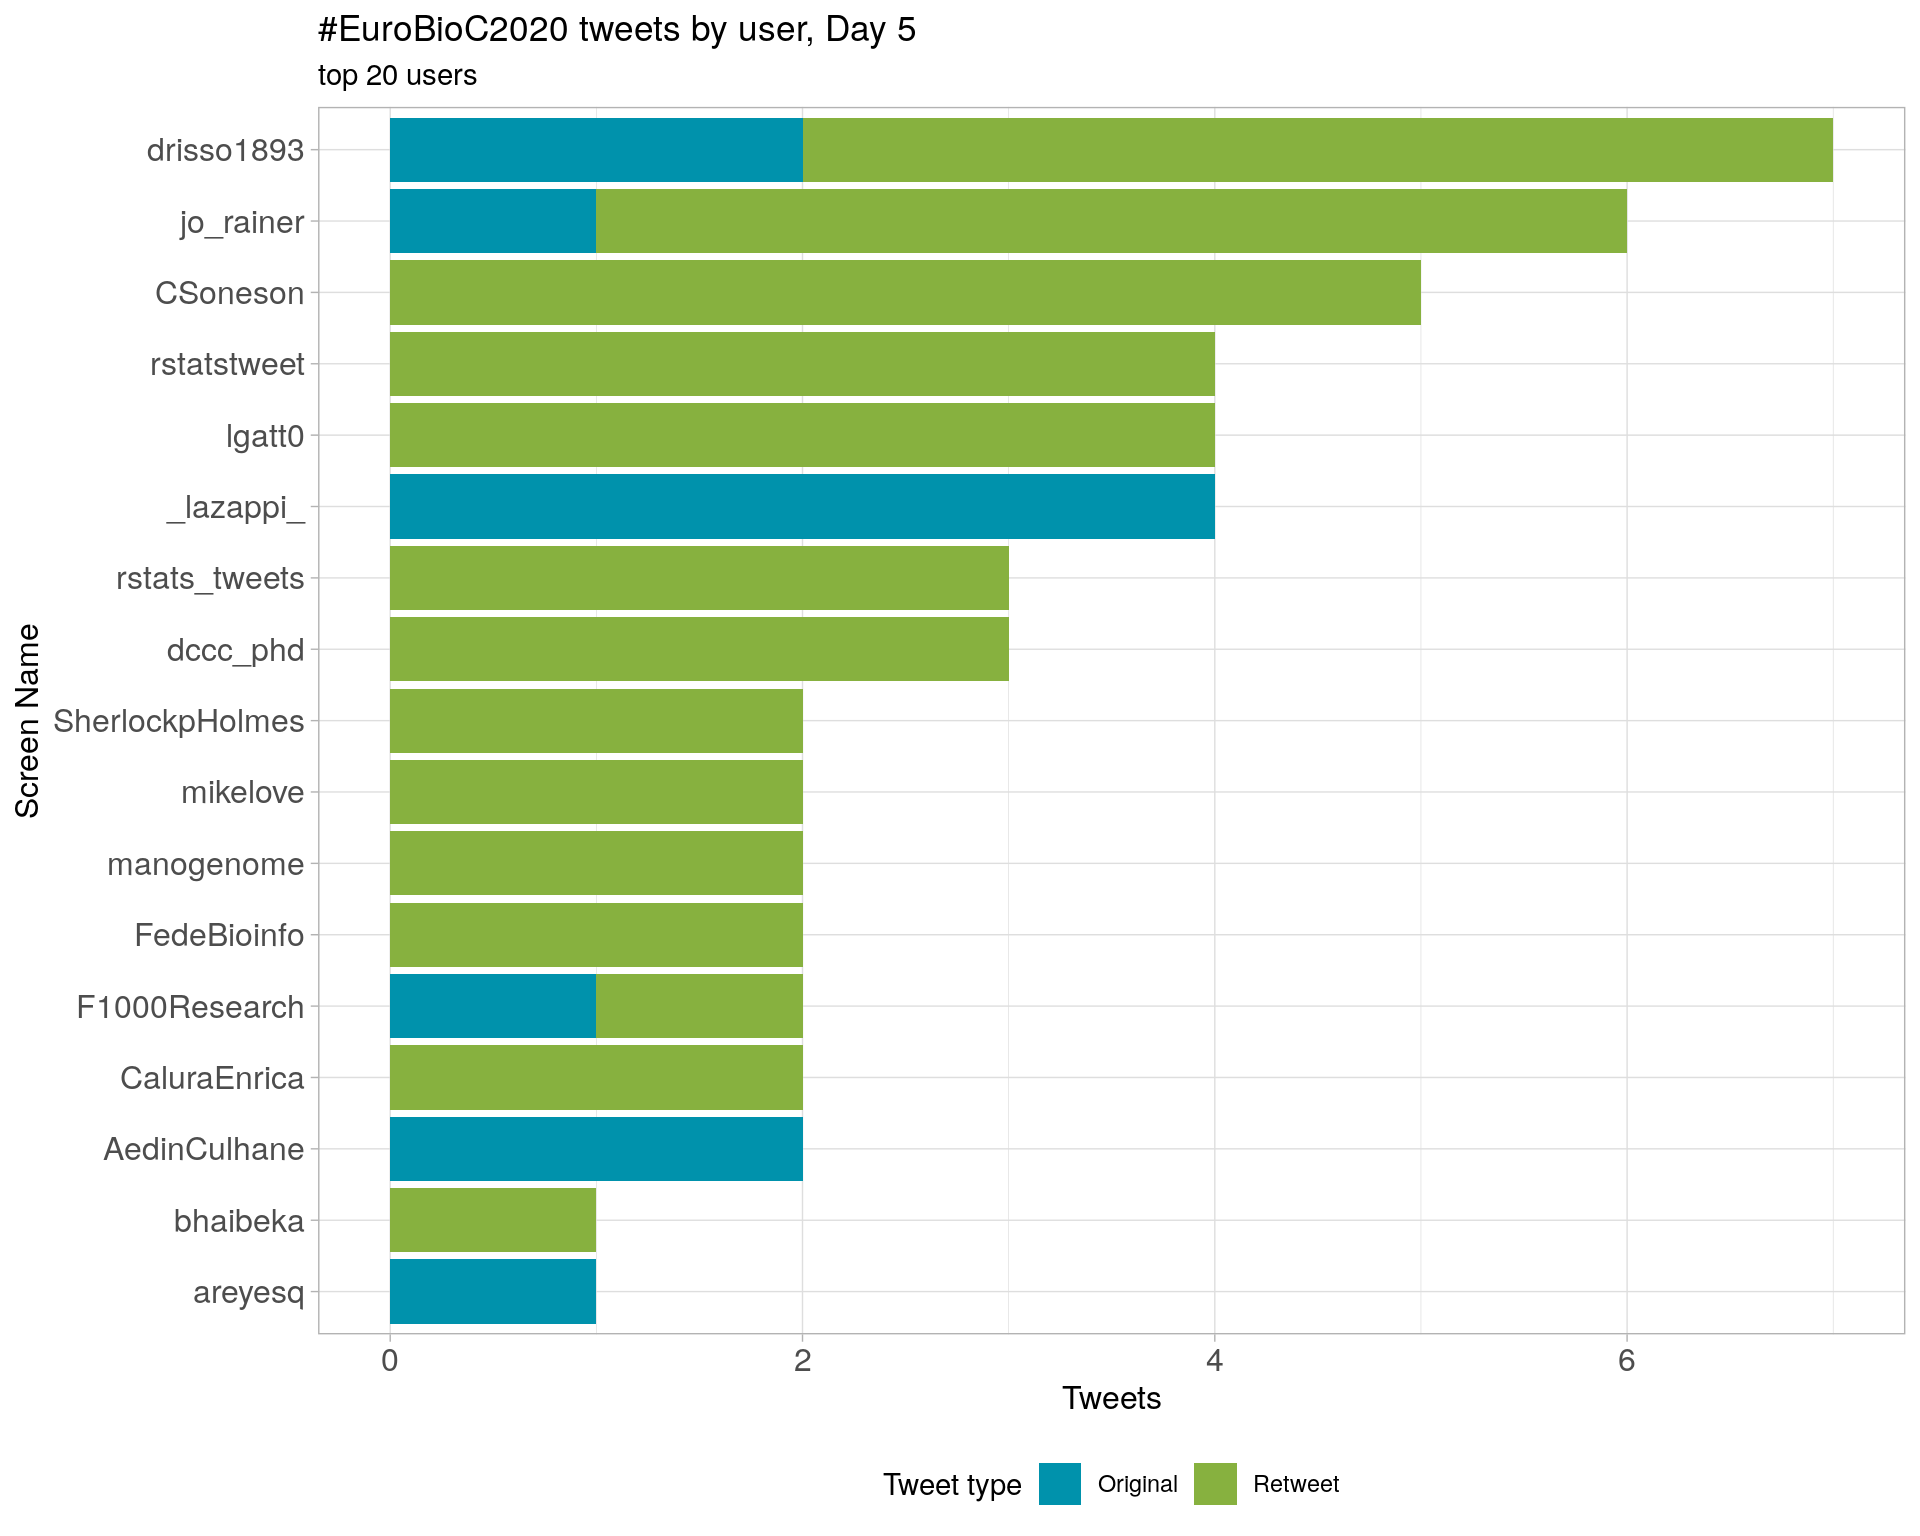 #EuroBioC2020 tweets by user, Day 5
top 20 users
Screen Name
drisso1893
jo_rainer
CSoneson
rstatstweet
lgatt0
_lazappi_
rstats_tweets
dccc_phd
SherlockpHolmes
mikelove
manogenome
FedeBioinfo
F1000Research
CaluraEnrica
AedinCulhane
bhaibeka
areyesq
0 2 4 6
Tweets
Tweet type Original Retweet